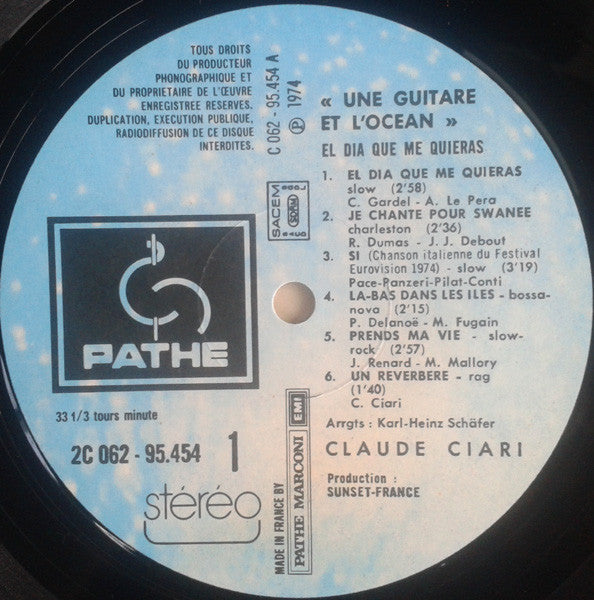 TOUS DROITS
DU PRODUCTEUR
PHONOGRAPHIQUE ET
DU PROPRIETAIRE DE L'ŒUVRE
ENREGISTREE RESERVES.
DUPLICATION, EXECUTION PUBLIQUE,
RADIODIFFUSION DE CE DISQUE
INTERDITES.
C 062 - 95.454 A
Ⓟ 1974
« UNE GUITARE
ET L'OCEAN »
EL DIA QUE ME QUIERAS
1. EL DIA QUE ME QUIERAS
slow (2'58)
C. Gardel - A. Le Pera
2. JE CHANTE POUR SWANEE
charleston (2'36)
R. Dumas - J. J. Debout
3. SI (Chanson italienne du Festival
Eurovision 1974) - slow (3'19)
Pace-Panzeri-Pilat-Conti
4. LA-BAS DANS LES ILES - bossa-
nova (2'15)
P. Delanoë - M. Fugain
5. PRENDS MA VIE - slow-
rock (2'57)
J. Renard - M. Mallory
6. UN REVERBERE - rag
(1'40)
C. Ciari
Arrgts : Karl-Heinz Schäfer
CLAUDE CIARI
Production :
SUNSET-FRANCE
SACEM
SDRM
PATHE
33 1/3 tours minute
2C 062 - 95.454 1
stéréo
MADE IN FRANCE BY
PATHE MARCONI EMI